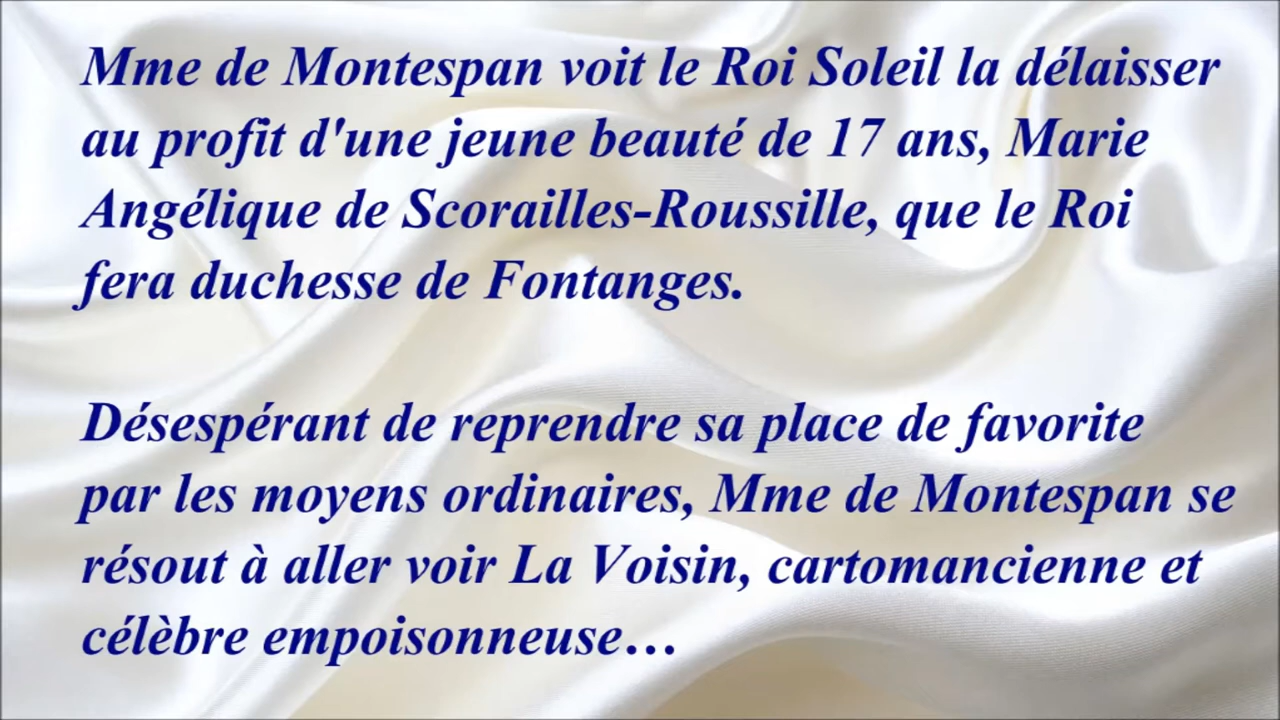 Mme de Montespan voit le Roi Soleil la délaisser
au profit d'une jeune beauté de 17 ans, Marie
Angélique de Scorailles-Roussille, que le Roi
fera duchesse de Fontanges.
Désespérant de reprendre sa place de favorite
par les moyens ordinaires, Mme de Montespan se
résout à aller voir La Voisin, cartomancienne et
célèbre empoisonneuse…